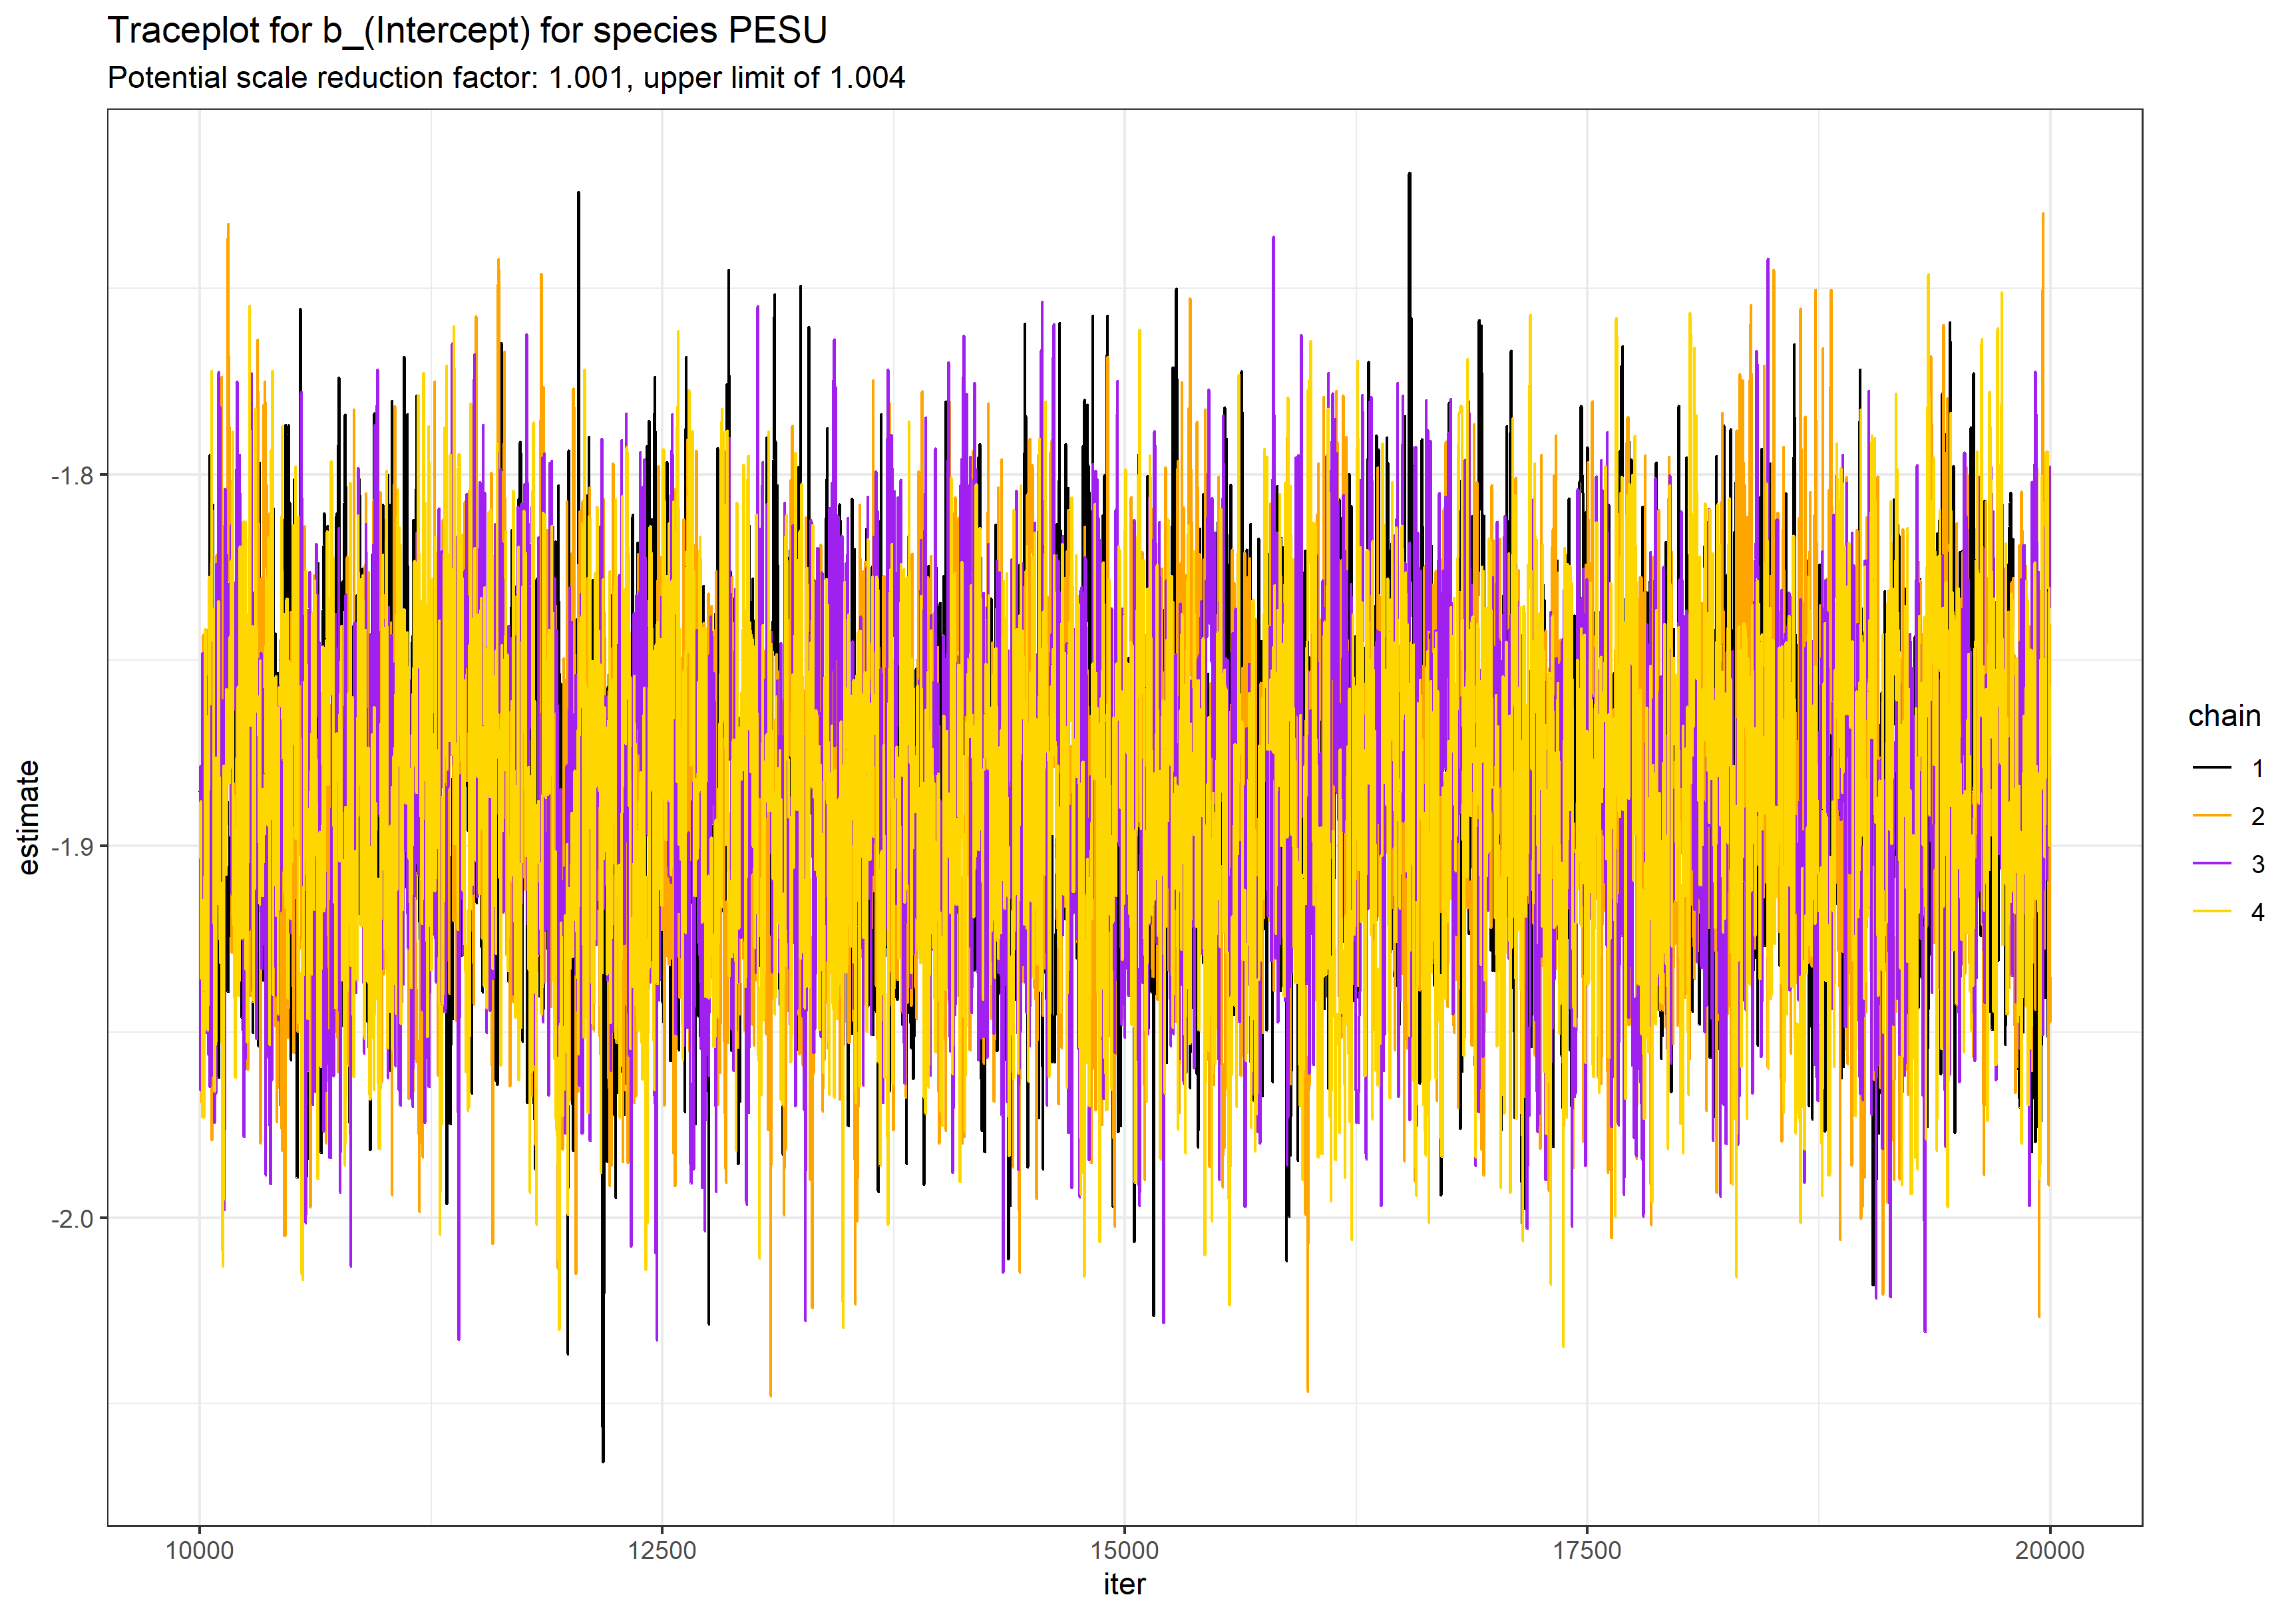 Traceplot for b_(Intercept) for species PESU
Potential scale reduction factor: 1.001, upper limit of 1.004
estimate
-1.8
-1.9
-2.0
10000
12500
15000
17500
20000
iter
chain
1
2
3
4